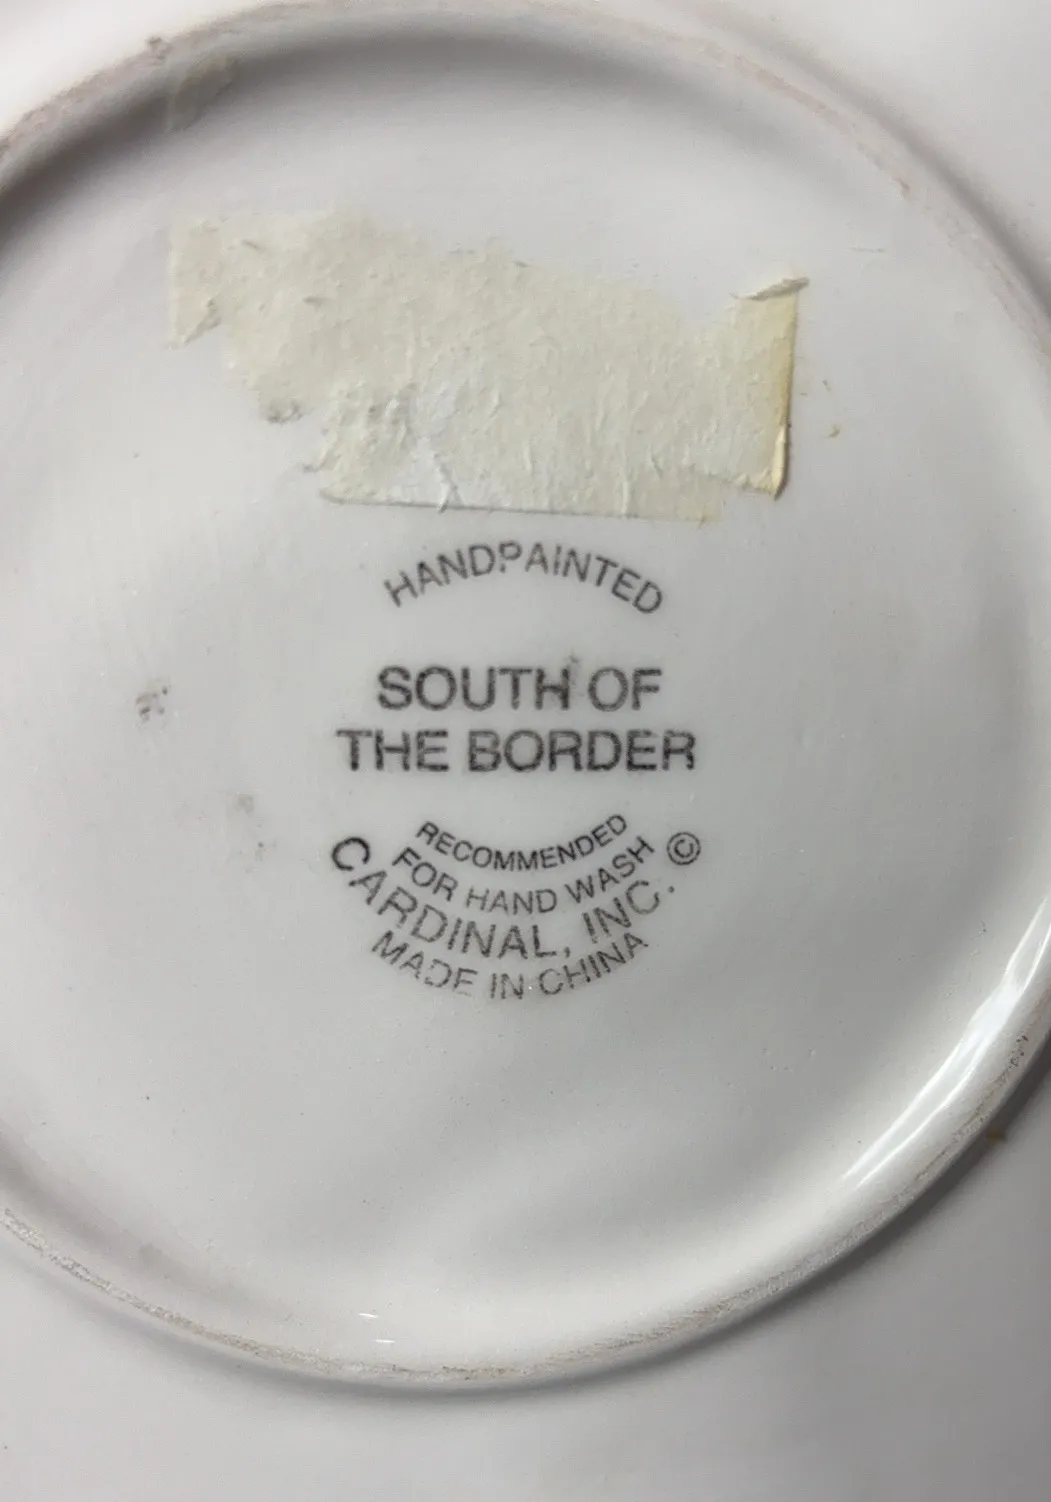 HANDPAINTED
SOUTH OF
THE BORDER
RECOMMENDED
FOR HAND WASH
CARDINAL, INC. ©
MADE IN CHINA